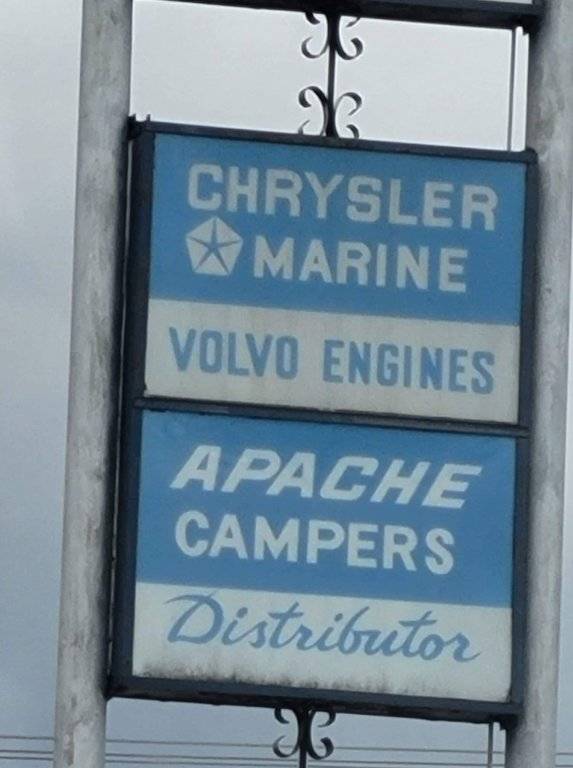 CHRYSLER
MARINE
VOLVO ENGINES
APACHE
CAMPERS
Distributor